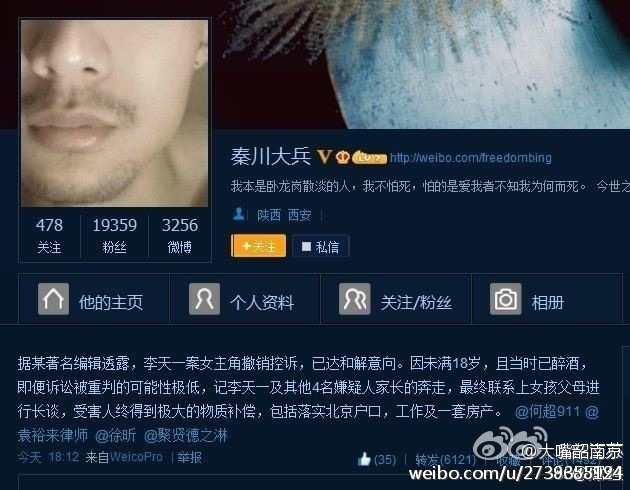 秦川大兵 V LV 7 http://weibo.com/freedombing
我本是卧龙岗散淡的人，我不怕死，怕的是爱我者不知我为何而死。 今世之
陕西 西安
478 19359 3256
关注 粉丝 微博
+关注 私信
他的主页 个人资料 关注/粉丝 相册
据某著名编辑透露，李天一案女主角撤销控诉，已达和解意向。因未满18岁，且当时已醉酒，
即便诉讼被重判的可能性极低，记李天一及其他4名嫌疑人家长的奔走，最终联系上女孩父母进
行长谈，受害人终得到极大的物质补偿，包括落实北京户口，工作及一套房产。 @何超911 @
袁裕来律师 @徐昕 @聚贤德之淋
今天 18:12 来自WeicoPro | 举报
(35) | 转发(6121) | 收藏 |
@大嘴韶南苏
weibo.com/u/2739385124